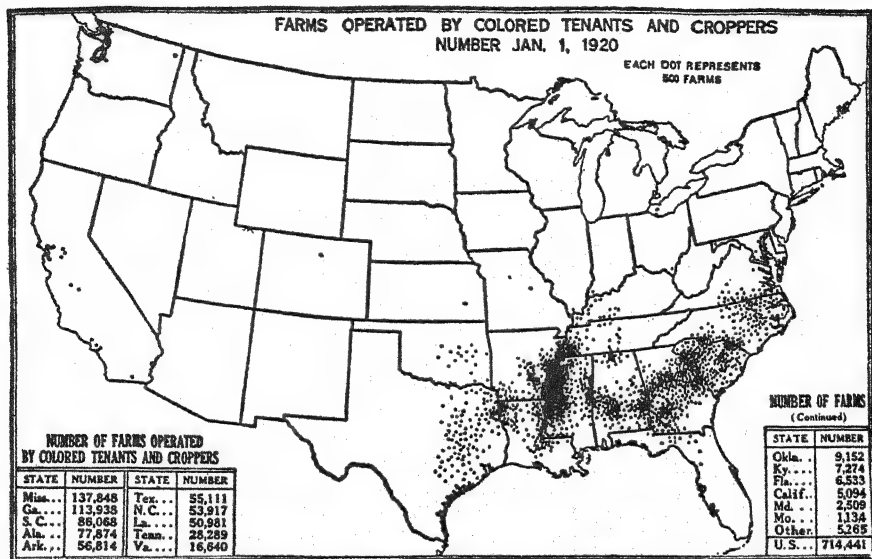 FARMS OPERATED BY COLORED TENANTS AND CROPPERS
NUMBER JAN. 1, 1920
EACH DOT REPRESENTS
500 FARMS
NUMBER OF FARMS OPERATED
BY COLORED TENANTS AND CROPPERS
STATE NUMBER STATE NUMBER
Miss... 137,848 Tex... 55,111
Ga.... 113,938 N.C... 53,917
S.C... 86,068 La.... 50,981
Ala... 77,874 Tenn.. 28,289
Ark... 56,814 Va.... 16,640
NUMBER OF FARMS
(Continued)
STATE NUMBER
Okla... 9,152
Ky.... 7,274
Fla.... 6,533
Calif.. 5,094
Md.... 2,509
Mo.... 1,134
Other. 5,265
U.S... 714,441